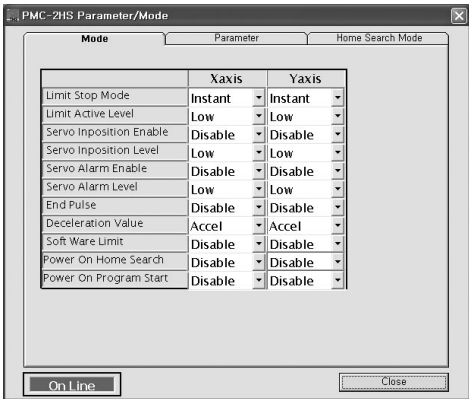 PMC-2HS Parameter/Mode
Mode Parameter Home Search Mode
Xaxis Yaxis
Limit Stop Mode Instant Instant
Limit Active Level Low Low
Servo Inposition Enable Disable Disable
Servo Inposition Level Low Low
Servo Alarm Enable Disable Disable
Servo Alarm Level Low Low
End Pulse Disable Disable
Deceleration Value Accel Accel
Soft Ware Limit Disable Disable
Power On Home Search Disable Disable
Power On Program Start Disable Disable
On Line Close